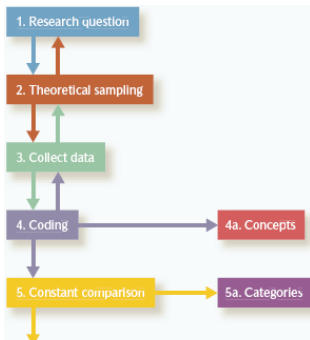 1. Research question
2. Theoretical sampling
3. Collect data
4. Coding
4a. Concepts
5. Constant comparison
5a. Categories